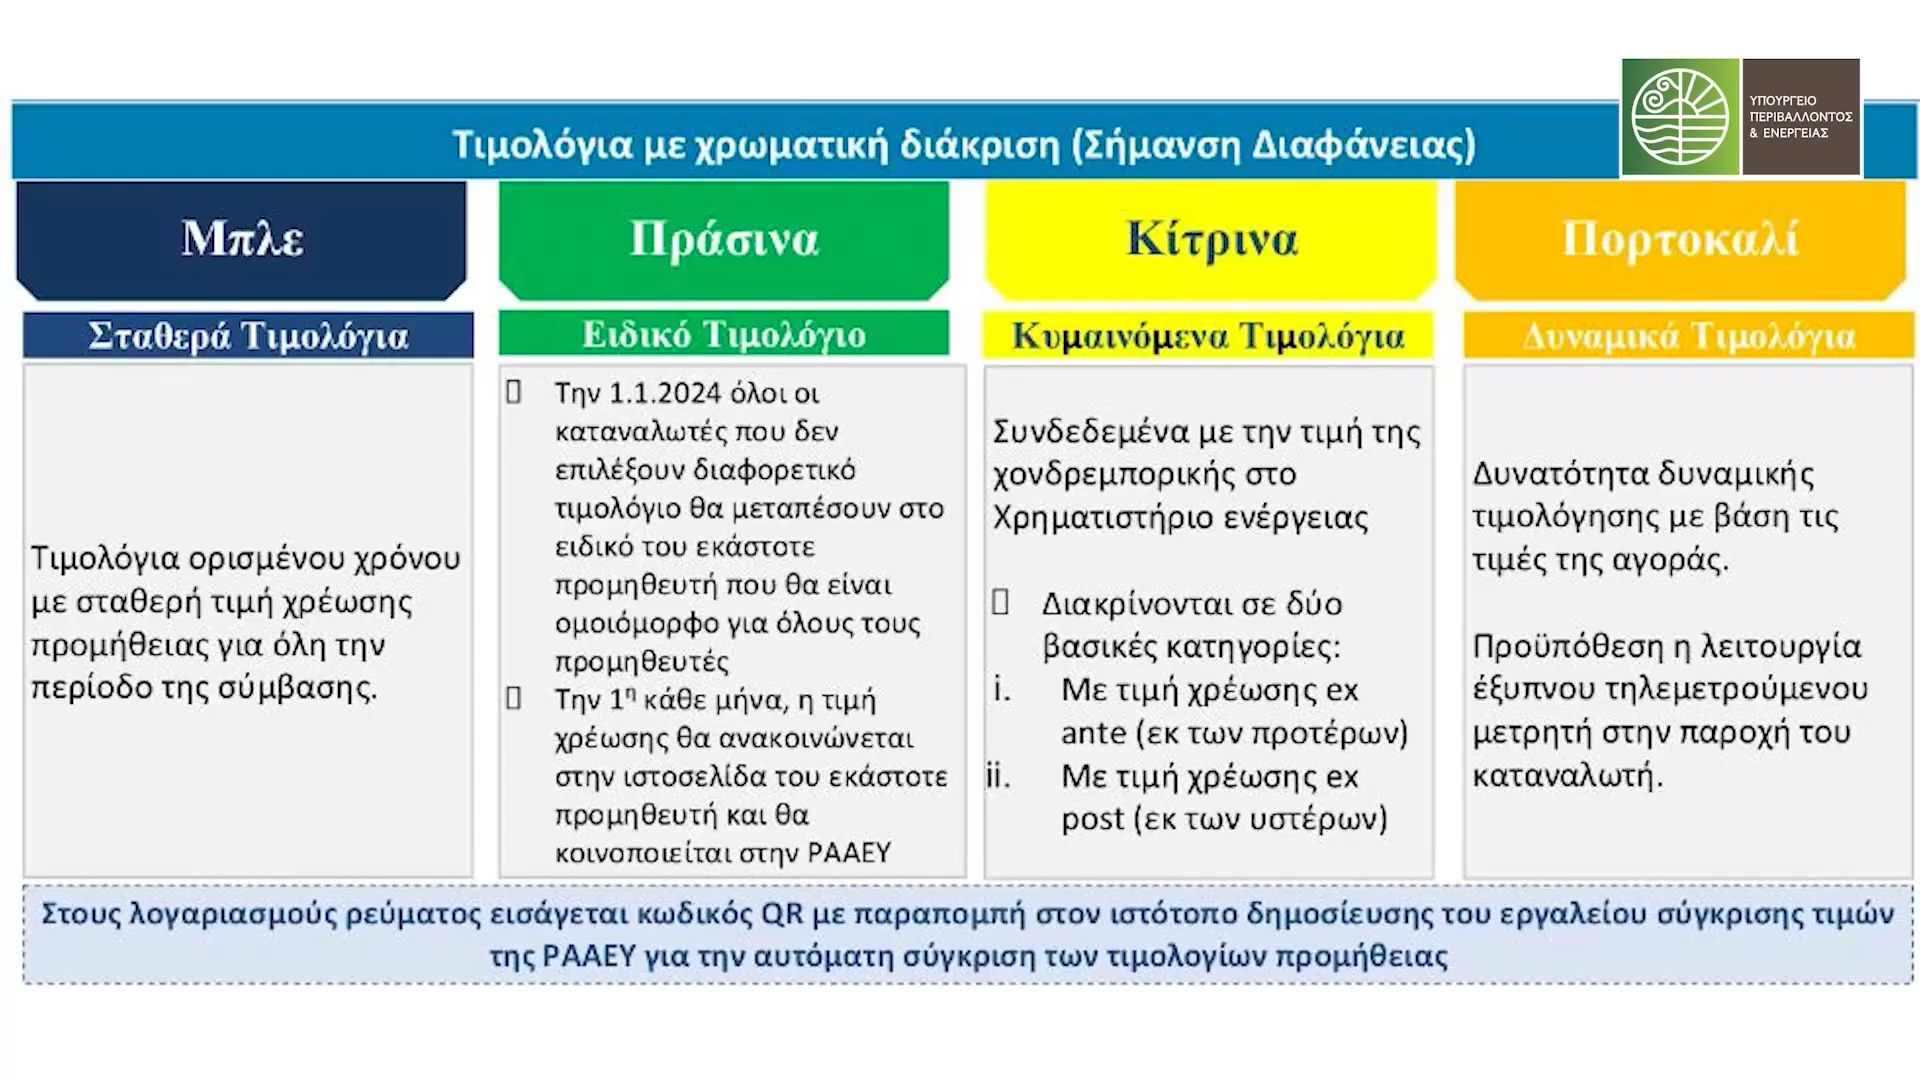 ΥΠΟΥΡΓΕΙΟ
ΠΕΡΙΒΑΛΛΟΝΤΟΣ
& ΕΝΕΡΓΕΙΑΣ
Τιμολόγια με χρωματική διάκριση (Σήμανση Διαφάνειας)
Μπλε
Σταθερά Τιμολόγια
Τιμολόγια ορισμένου χρόνου
με σταθερή τιμή χρέωσης
προμήθειας για όλη την
περίοδο της σύμβασης.
Πράσινα
Ειδικό Τιμολόγιο
Την 1.1.2024 όλοι οι
καταναλωτές που δεν
επιλέξουν διαφορετικό
τιμολόγιο θα μεταπέσουν στο
ειδικό του εκάστοτε
προμηθευτή που θα είναι
ομοιόμορφο για όλους τους
προμηθευτές
Την 1η κάθε μήνα, η τιμή
χρέωσης θα ανακοινώνεται
στην ιστοσελίδα του εκάστοτε
προμηθευτή και θα
κοινοποιείται στην ΡΑΑΕΥ
Κίτρινα
Κυμαινόμενα Τιμολόγια
Συνδεδεμένα με την τιμή της
χονδρεμπορικής στο
Χρηματιστήριο ενέργειας
Διακρίνονται σε δύο
βασικές κατηγορίες:
i. Με τιμή χρέωσης ex
ante (εκ των προτέρων)
ii. Με τιμή χρέωσης ex
post (εκ των υστέρων)
Πορτοκαλί
Δυναμικά Τιμολόγια
Δυνατότητα δυναμικής
τιμολόγησης με βάση τις
τιμές της αγοράς.
Προϋπόθεση η λειτουργία
έξυπνου τηλεμετρούμενου
μετρητή στην παροχή του
καταναλωτή.
Στους λογαριασμούς ρεύματος εισάγεται κωδικός QR με παραπομπή στον ιστότοπο δημοσίευσης του εργαλείου σύγκρισης τιμών
της ΡΑΑΕΥ για την αυτόματη σύγκριση των τιμολογίων προμήθειας